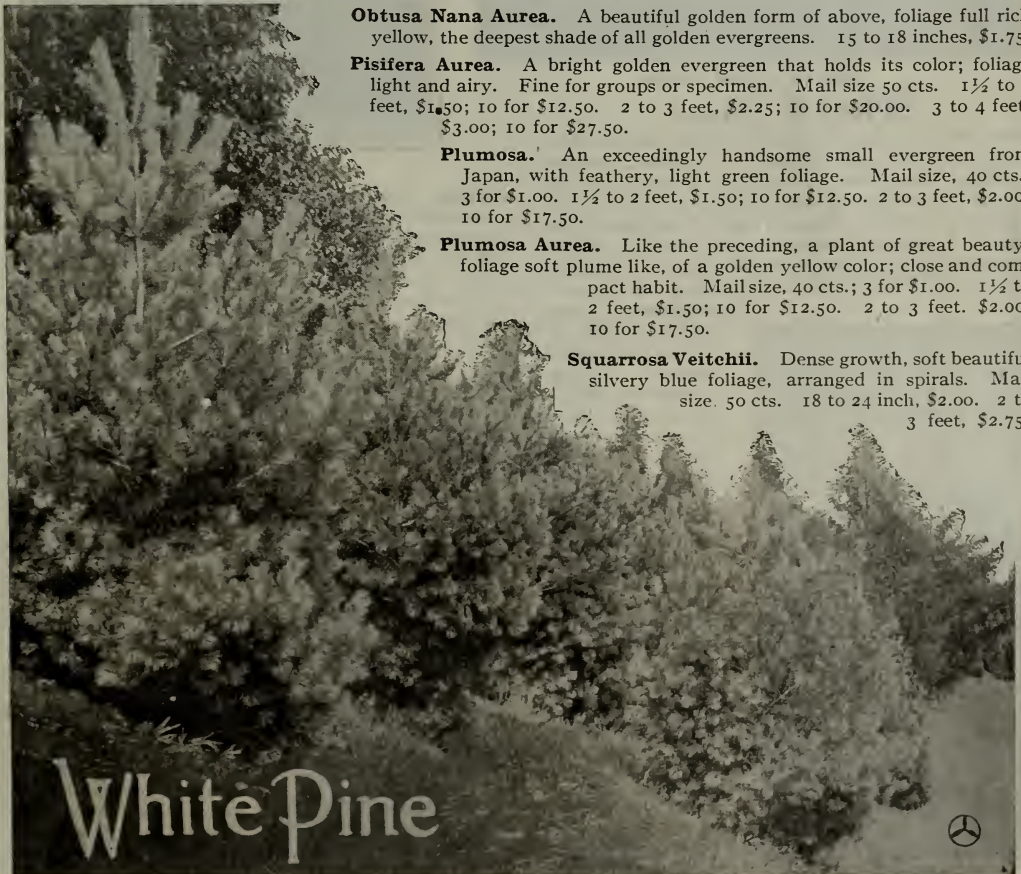 Obtusa Nana Aurea. A beautiful golden form of above, foliage full rich
yellow, the deepest shade of all golden evergreens. 15 to 18 inches, $1.75
Pisifera Aurea. A bright golden evergreen that holds its color; foliag
light and airy. Fine for groups or specimen. Mail size 50 cts. 1½ to
feet, $1.50; 10 for $12.50. 2 to 3 feet, $2.25; 10 for $20.00. 3 to 4 feet
$3.00; 10 for $27.50.
Plumosa. An exceedingly handsome small evergreen from
Japan, with feathery, light green foliage. Mail size, 40 cts.
3 for $1.00. 1½ to 2 feet, $1.50; 10 for $12.50. 2 to 3 feet, $2.00
10 for $17.50.
Plumosa Aurea. Like the preceding, a plant of great beauty
foliage soft plume like, of a golden yellow color; close and com
pact habit. Mail size, 40 cts.; 3 for $1.00. 1½ t
2 feet, $1.50; 10 for $12.50. 2 to 3 feet. $2.00
10 for $17.50.
Squarrosa Veitchii. Dense growth, soft beautifu
silvery blue foliage, arranged in spirals. Ma
size. 50 cts. 18 to 24 inch, $2.00. 2 t
3 feet, $2.75
White Pine